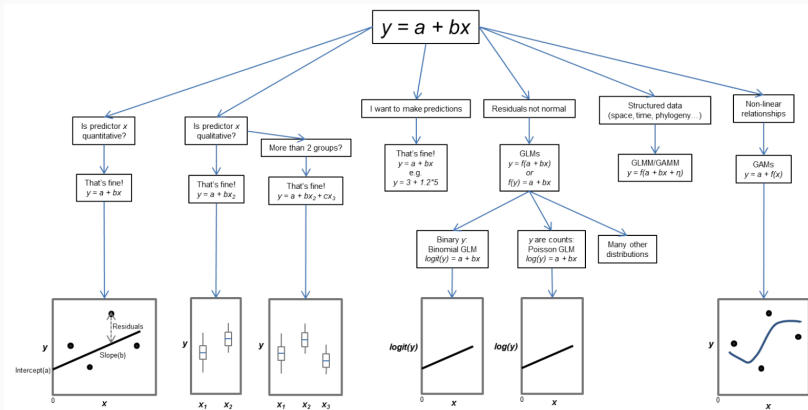 y = a + bx
Is predictor x
quantitative?
Is predictor x
qualitative?
More than 2 groups?
I want to make predictions
Residuals not normal
Structured data
(space, time, phylogeny…)
Non-linear
relationships
That's fine!
y = a + bx
That's fine!
y = a + bx₂
That's fine!
y = a + bx₂ + cx₃
That's fine!
y = a + bx
e.g.
y = 3 + 1.2*5
GLMs
y = f(a + bx)
or
f(y) = a + bx
GLMM/GAMM
y = f(a + bx + η)
GAMs
y = a + f(x)
Binary y:
Binomial GLM
logit(y) = a + bx
y are counts:
Poisson GLM
log(y) = a + bx
Many other
distributions
y
Residuals
Slope(b)
Intercept(a)
0
x
y
x₁
x₂
y
x₁
x₂
x₃
logit(y)
0
x
log(y)
0
x
y
0
x